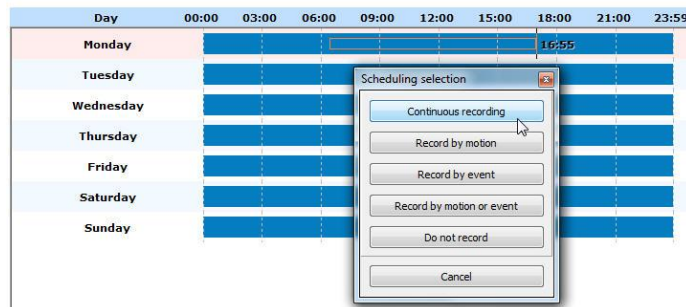 Day 00:00 03:00 06:00 09:00 12:00 15:00 18:00 21:00 23:59
Monday 16:55
Tuesday
Scheduling selection
Wednesday
Continuous recording
Thursday
Record by motion
Friday
Record by event
Saturday
Record by motion or event
Sunday
Do not record
Cancel